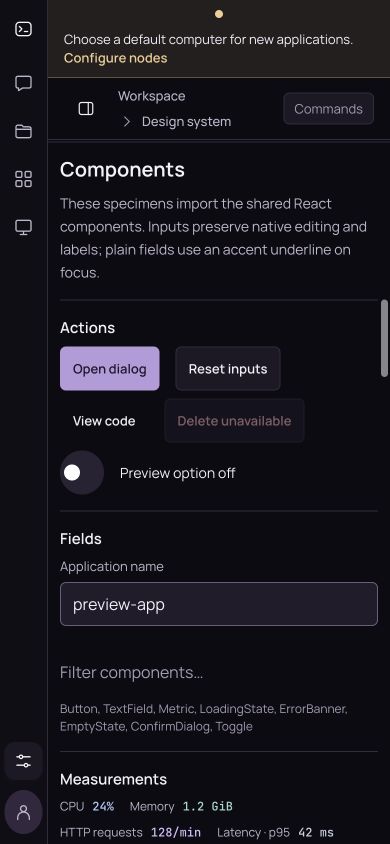 Choose a default computer for new applications.
Configure nodes
Workspace
Design system
Commands
Components
These specimens import the shared React
components. Inputs preserve native editing and
labels; plain fields use an accent underline on
focus.
Actions
Open dialog
Reset inputs
View code
Delete unavailable
Preview option off
Fields
Application name
preview-app
Filter components…
Button, TextField, Metric, LoadingState, ErrorBanner,
EmptyState, ConfirmDialog, Toggle
Measurements
CPU 24% Memory 1.2 GiB
HTTP requests 128/min Latency · p95 42 ms